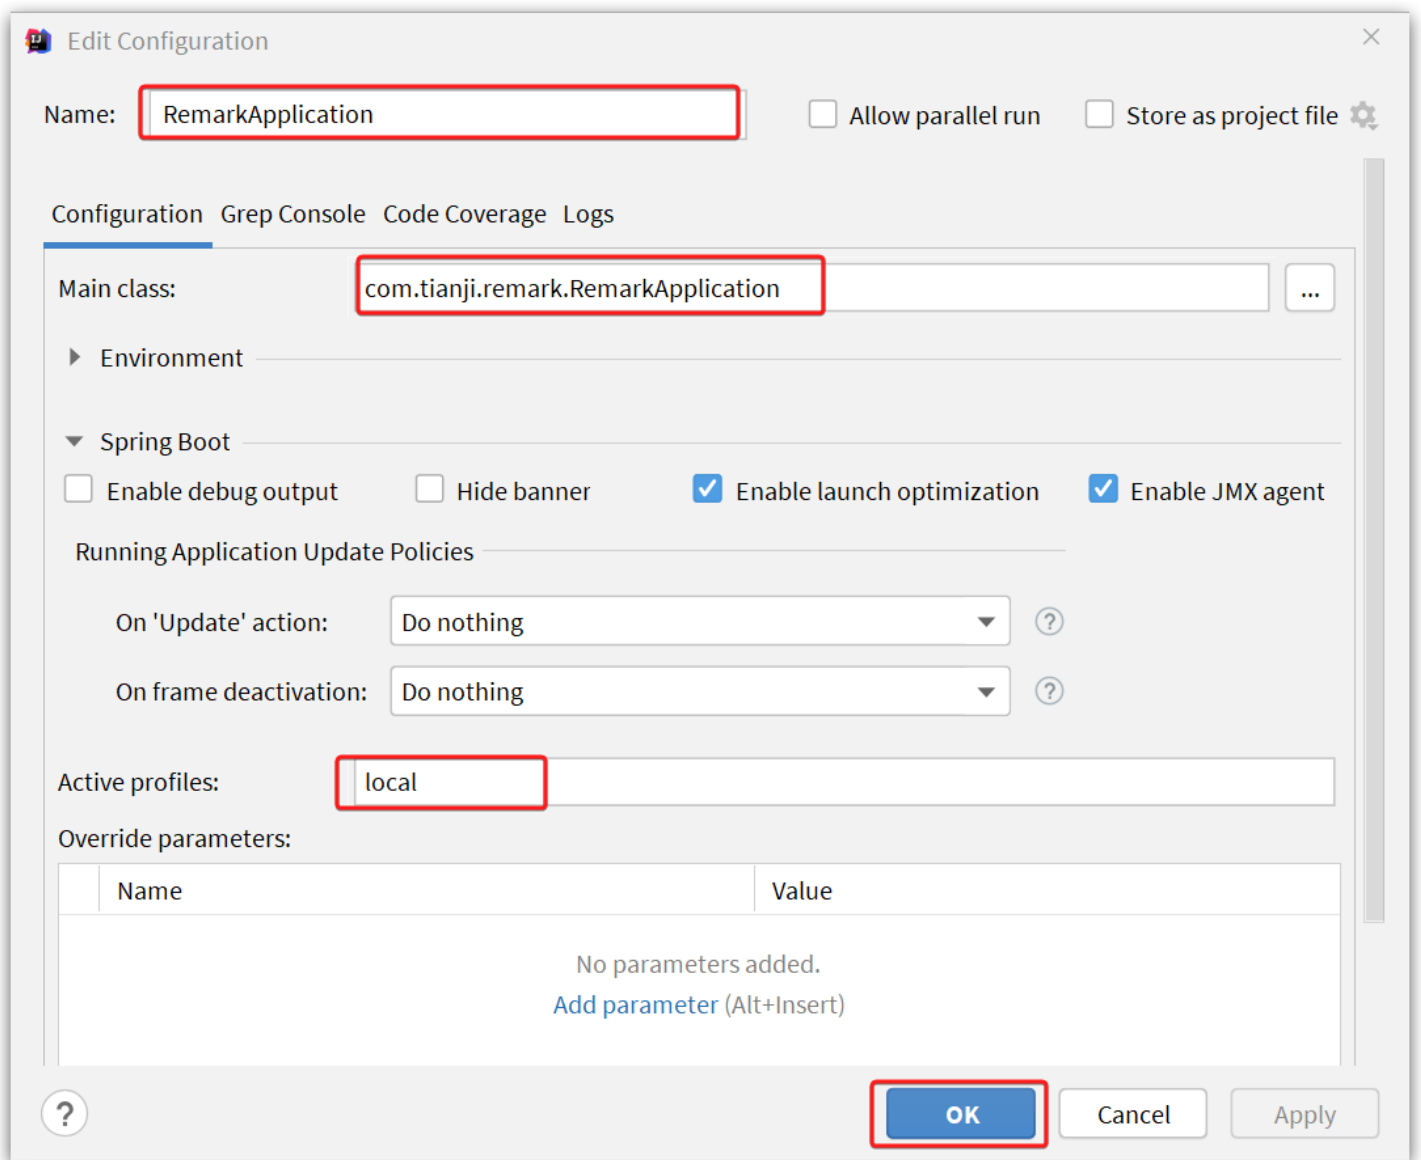 Edit Configuration
Name: RemarkApplication Allow parallel run Store as project file
Configuration Grep Console Code Coverage Logs
Main class: com.tianji.remark.RemarkApplication ...
Environment
Spring Boot
Enable debug output Hide banner Enable launch optimization Enable JMX agent
Running Application Update Policies
On 'Update' action: Do nothing ?
On frame deactivation: Do nothing ?
Active profiles: local
Override parameters:
Name Value
No parameters added.
Add parameter (Alt+Insert)
? OK Cancel Apply